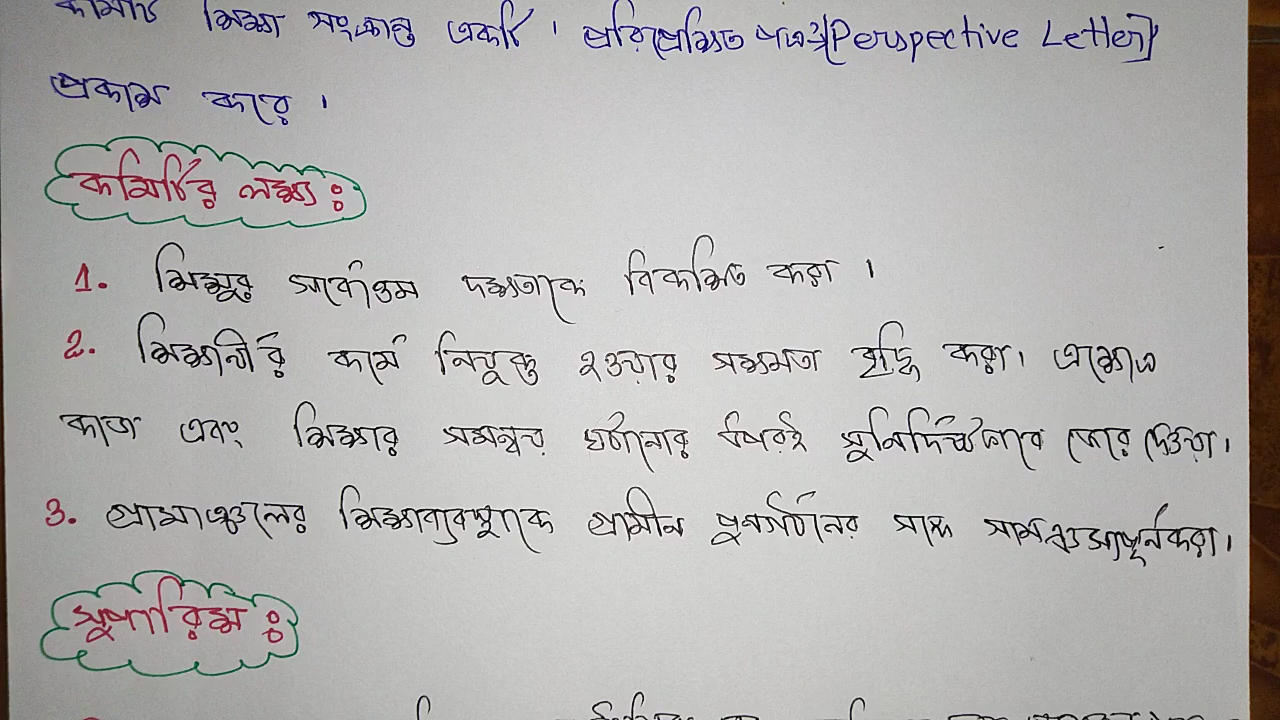 কমিটি শিক্ষা সংক্রান্ত একটি । পরিপ্রেক্ষিত পত্র [Perspective Letter]
প্রকাশ করে ।
কমিটির লক্ষ্য :
1. শিশুর সর্বোত্তম দক্ষতাকে বিকশিত করা ।
2. শিক্ষার্থীর কর্মে নিযুক্ত হওয়ার সক্ষমতা বৃদ্ধি করা। এক্ষেত্রে
কাজ এবং শিক্ষার সমন্বয় ঘটানোর উপরই সুনির্দিষ্টভাবে জোর দেওয়া।
3. গ্রামাঞ্চলের শিক্ষাব্যবস্থাকে গ্রামীন পুনর্গঠনের সঙ্গে সামঞ্জস্যপূর্ন করা।
সুপারিশ :